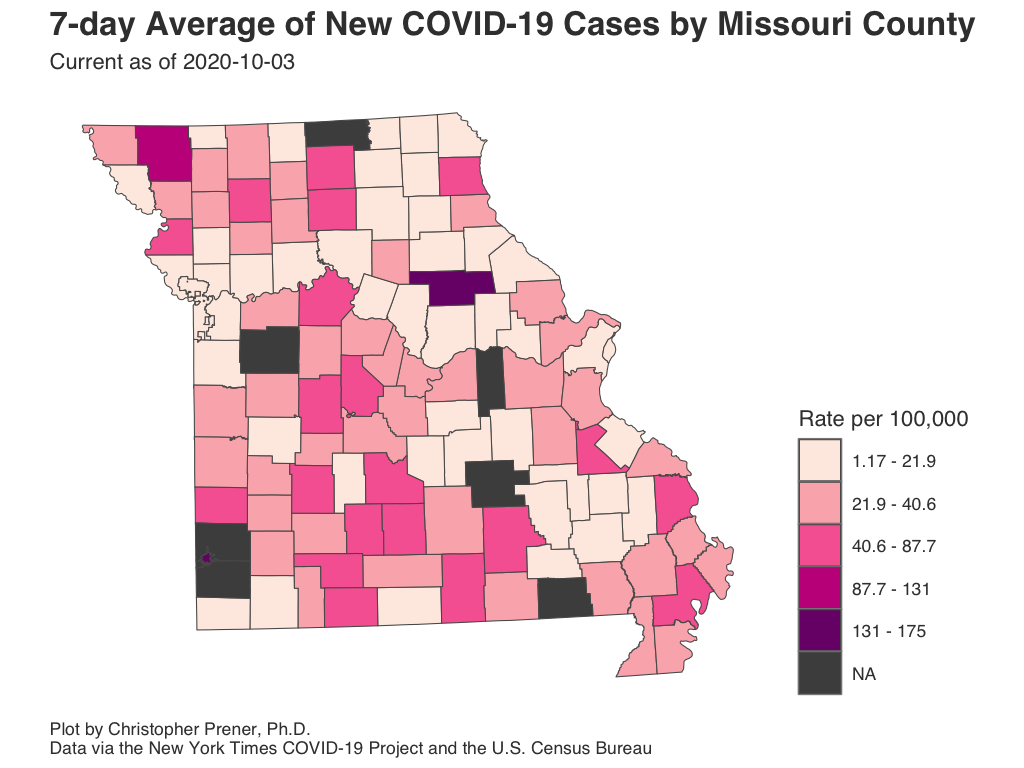 7-day Average of New COVID-19 Cases by Missouri County
Current as of 2020-10-03
Rate per 100,000
1.17 - 21.9
21.9 - 40.6
40.6 - 87.7
87.7 - 131
131 - 175
NA
Plot by Christopher Prener, Ph.D.
Data via the New York Times COVID-19 Project and the U.S. Census Bureau